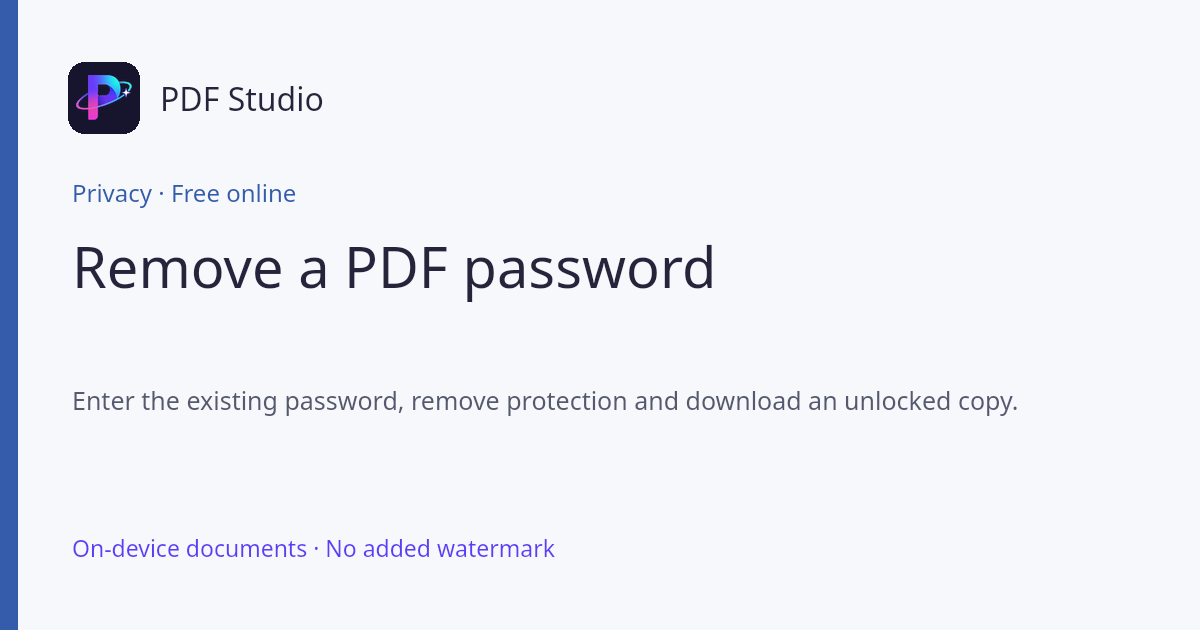 PDF Studio
Privacy · Free online
Remove a PDF password
Enter the existing password, remove protection and download an unlocked copy.
On-device documents · No added watermark